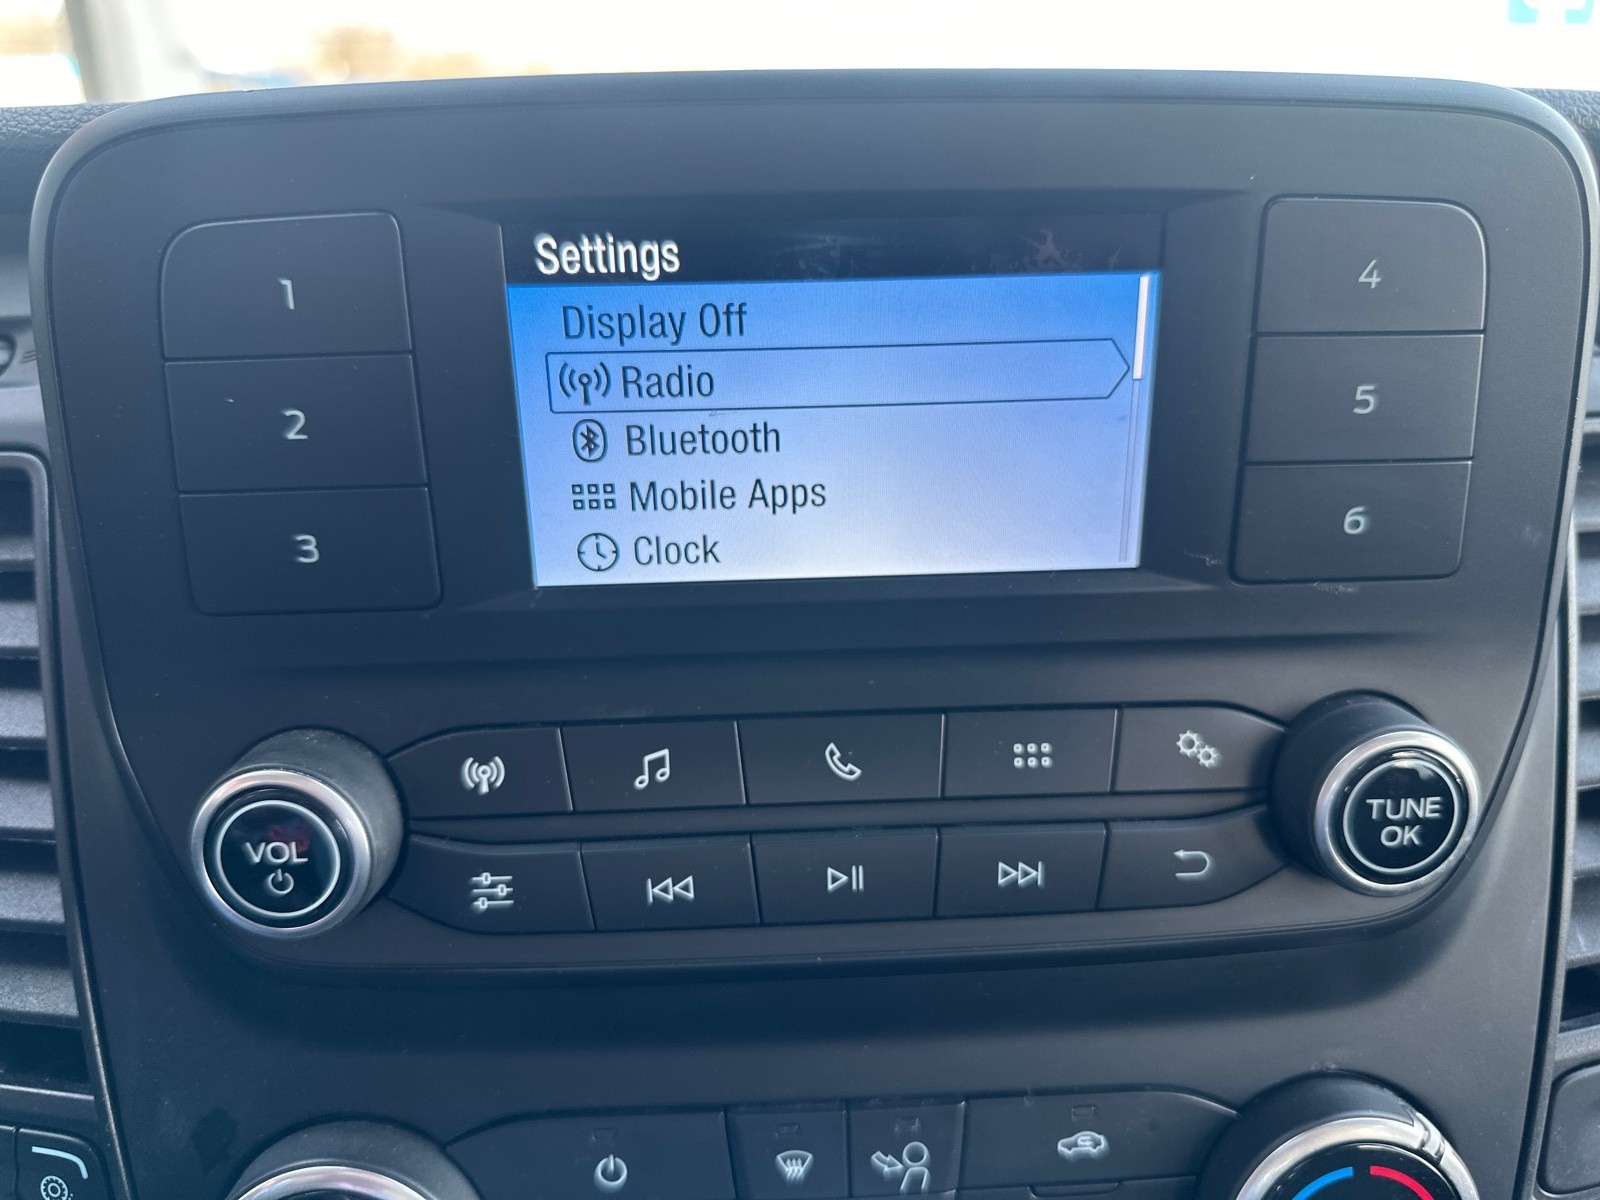 Settings
Display Off
Radio
Bluetooth
Mobile Apps
Clock
1
2
3
4
5
6
VOL
TUNE
OK